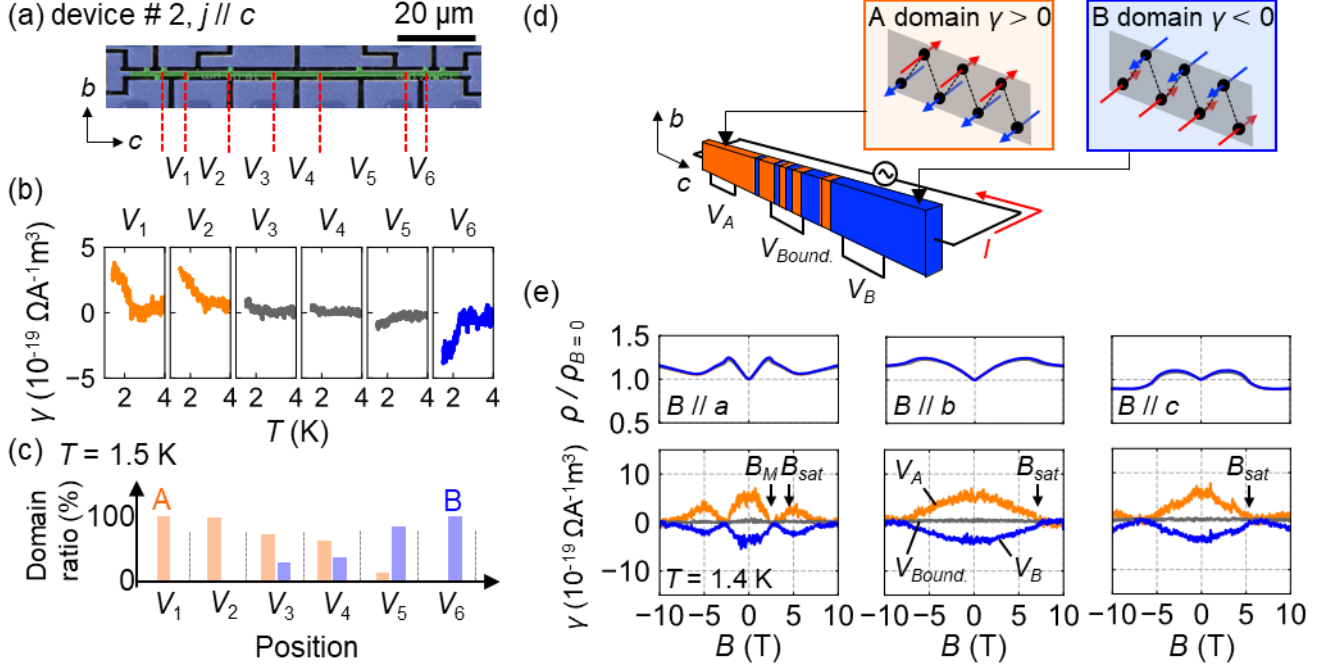 (a) device # 2, j // c
20 μm
b
c
V1 V2 V3 V4 V5 V6
(b)
V1 V2 V3 V4 V5 V6
γ (10-19 ΩA-1m3)
5
0
−5
2 4 2 4 2 4 2 4 2 4 2 4
T (K)
(c) T = 1.5 K
Domain ratio (%)
100
0
A
B
V1 V2 V3 V4 V5 V6
Position
(d)
A domain γ > 0
B domain γ < 0
b
c
VA
VBound.
VB
I
(e)
ρ / ρB = 0
1.5
1.0
0.5
B // a
B // b
B // c
γ (10-19 ΩA-1m3)
10
0
−10
BM Bsat
T = 1.4 K
VA
Bsat
VBound.
VB
Bsat
−10 −5 0 5 10
−10 −5 0 5 10
−10 −5 0 5 10
B (T)
B (T)
B (T)